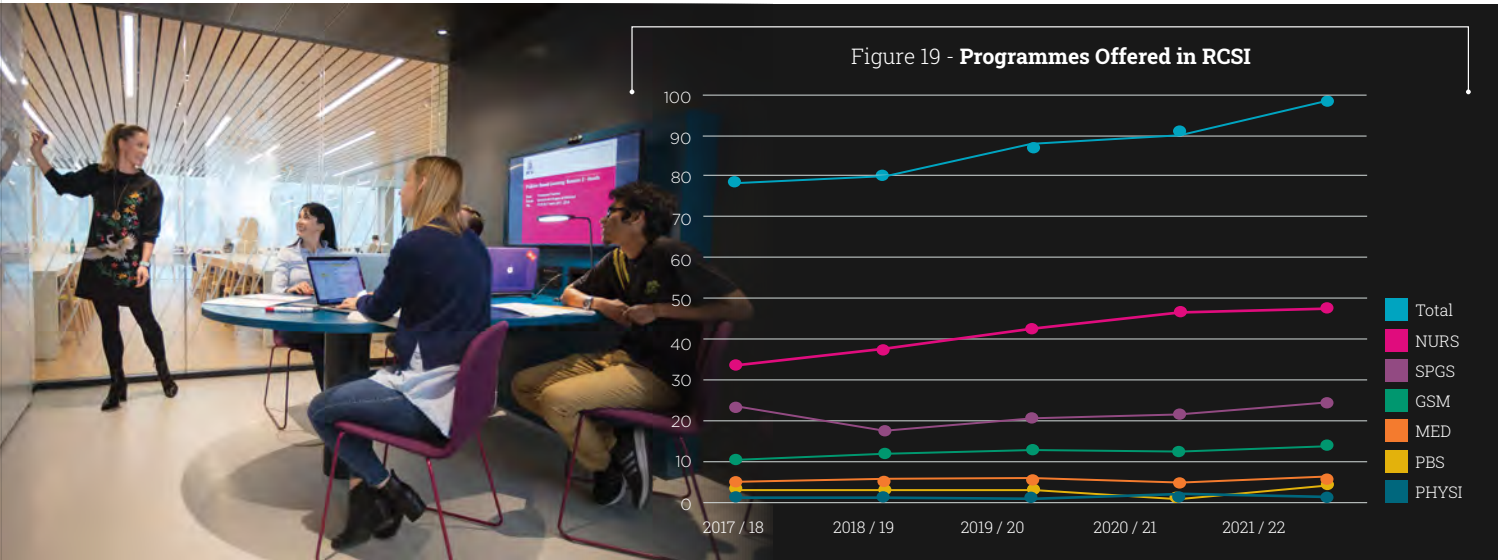 Figure 19 - Programmes Offered in RCSI
100
90
80
70
60
50
40
30
20
10
0
2017 / 18
2018 / 19
2019 / 20
2020 / 21
2021 / 22
Total
NURS
SPGS
GSM
MED
PBS
PHYSI